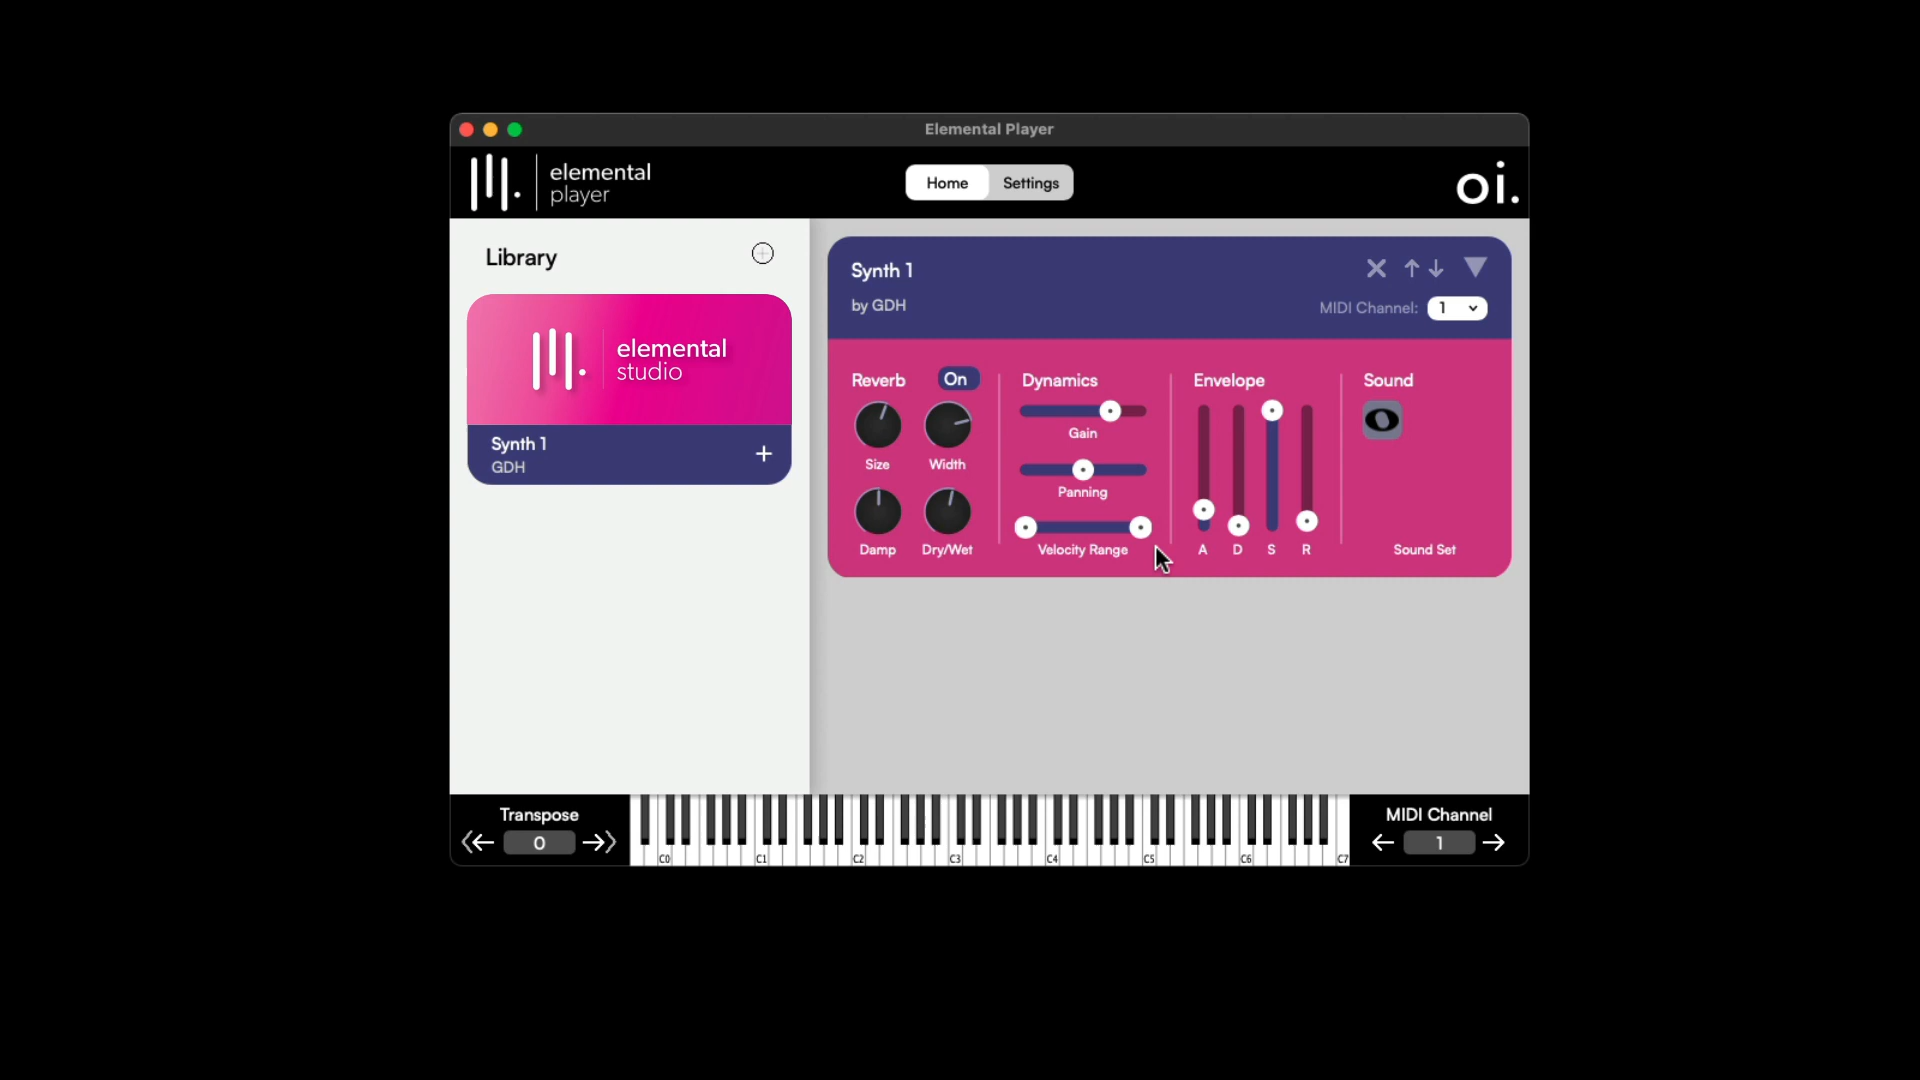 Elemental Player
elemental
player
Home
Settings
oi.
Library
elemental
studio
Synth 1
GDH
+
Synth 1
by GDH
MIDI Channel:
1
Reverb
On
Size
Width
Damp
Dry/Wet
Dynamics
Gain
Panning
Velocity Range
Envelope
A D S R
Sound
Sound Set
Transpose
0
C0 C1 C2 C3 C4 C5 C6 C7
MIDI Channel
1